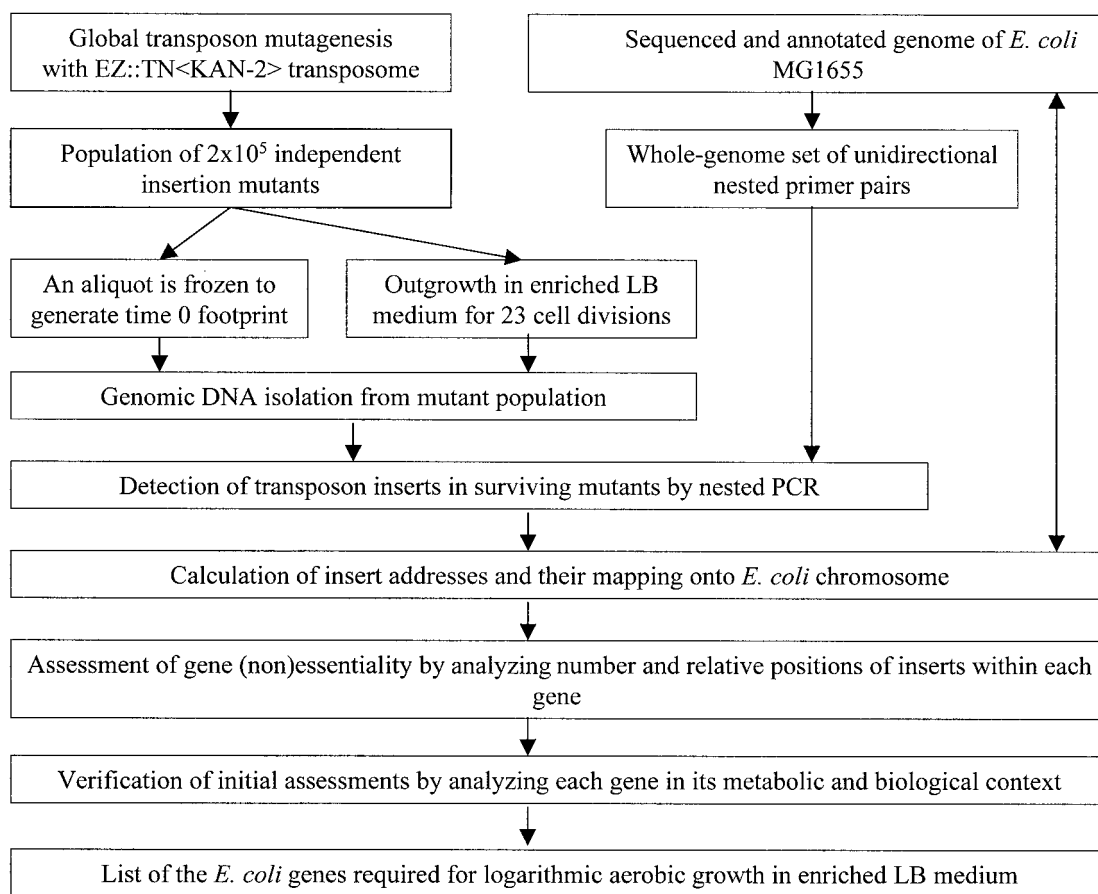 Global transposon mutagenesis
with EZ::TN<KAN-2> transposome
Sequenced and annotated genome of E. coli
MG1655
Population of 2x10⁵ independent
insertion mutants
Whole-genome set of unidirectional
nested primer pairs
An aliquot is frozen to
generate time 0 footprint
Outgrowth in enriched LB
medium for 23 cell divisions
Genomic DNA isolation from mutant population
Detection of transposon inserts in surviving mutants by nested PCR
Calculation of insert addresses and their mapping onto E. coli chromosome
Assessment of gene (non)essentiality by analyzing number and relative positions of inserts within each
gene
Verification of initial assessments by analyzing each gene in its metabolic and biological context
List of the E. coli genes required for logarithmic aerobic growth in enriched LB medium